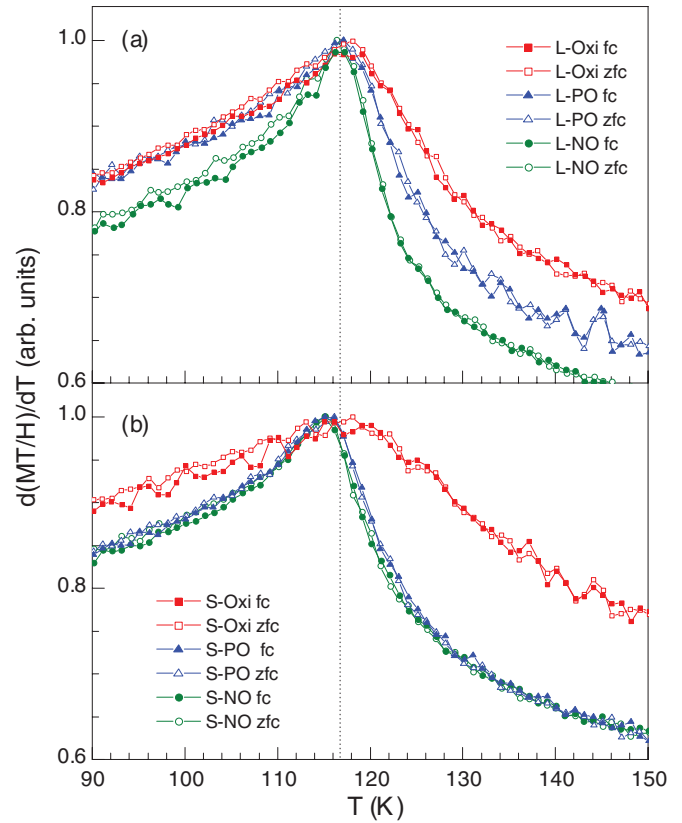 (a)
L-Oxi fc
L-Oxi zfc
L-PO fc
L-PO zfc
L-NO fc
L-NO zfc
1.0
0.8
0.6
d(MT/H)/dT (arb. units)
(b)
1.0
0.8
0.6
S-Oxi fc
S-Oxi zfc
S-PO fc
S-PO zfc
S-NO fc
S-NO zfc
90 100 110 120 130 140 150
T (K)